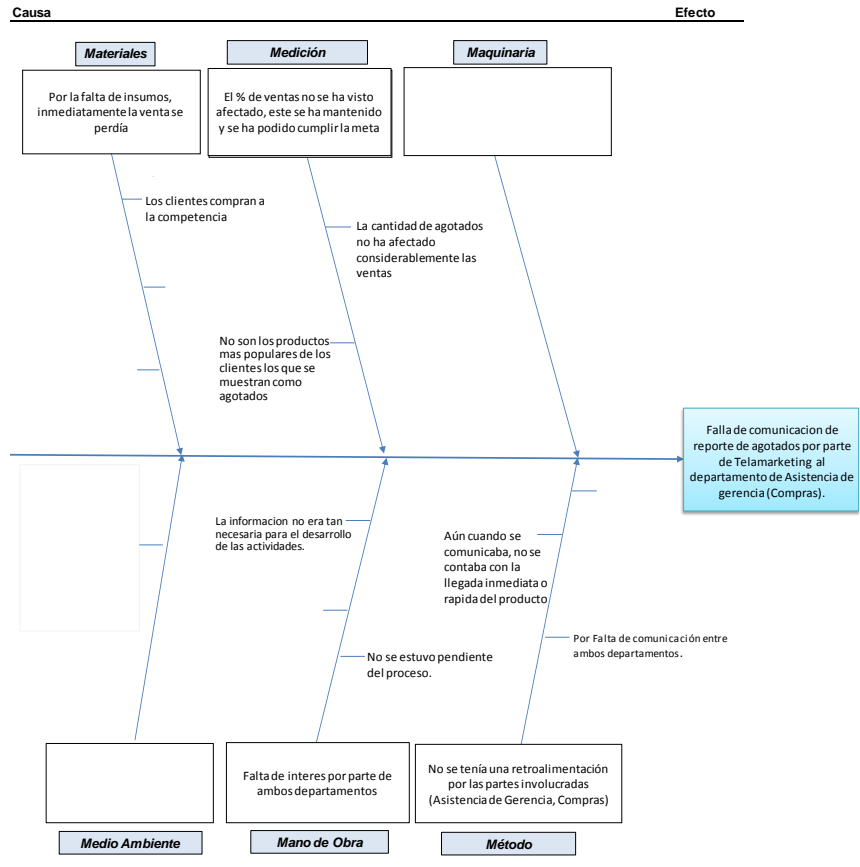 Causa
Efecto
Materiales
Medición
Maquinaria
Por la falta de insumos,
inmediatamente la venta se
perdía
El % de ventas no se ha visto
afectado, este se ha mantenido
y se ha podido cumplir la meta
Los clientes compran a
la competencia
La cantidad de agotados
no ha afectado
considerablemente las
ventas
No son los productos
mas populares de los
clientes los que se
muestran como
agotados
Falla de comunicacion de
reporte de agotados por parte
de Telamarketing al
departamento de Asistencia de
gerencia (Compras).
La informacion no era tan
necesaria para el desarrollo
de las actividades.
Aún cuando se
comunicaba, no se
contaba con la
llegada inmediata o
rapida del producto
No se estuvo pendiente
del proceso.
Por Falta de comunicación entre
ambos departamentos.
Falta de interes por parte de
ambos departamentos
No se tenía una retroalimentación
por las partes involucradas
(Asistencia de Gerencia, Compras)
Medio Ambiente
Mano de Obra
Método